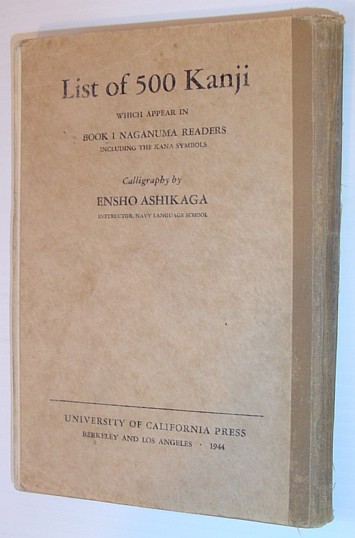 List of 500 Kanji
WHICH APPEAR IN
BOOK I NAGANUMA READERS
INCLUDING THE KANA SYMBOLS
Calligraphy by
ENSHO ASHIKAGA
INSTRUCTOR, NAVY LANGUAGE SCHOOL
UNIVERSITY OF CALIFORNIA PRESS
BERKELEY AND LOS ANGELES · 1944